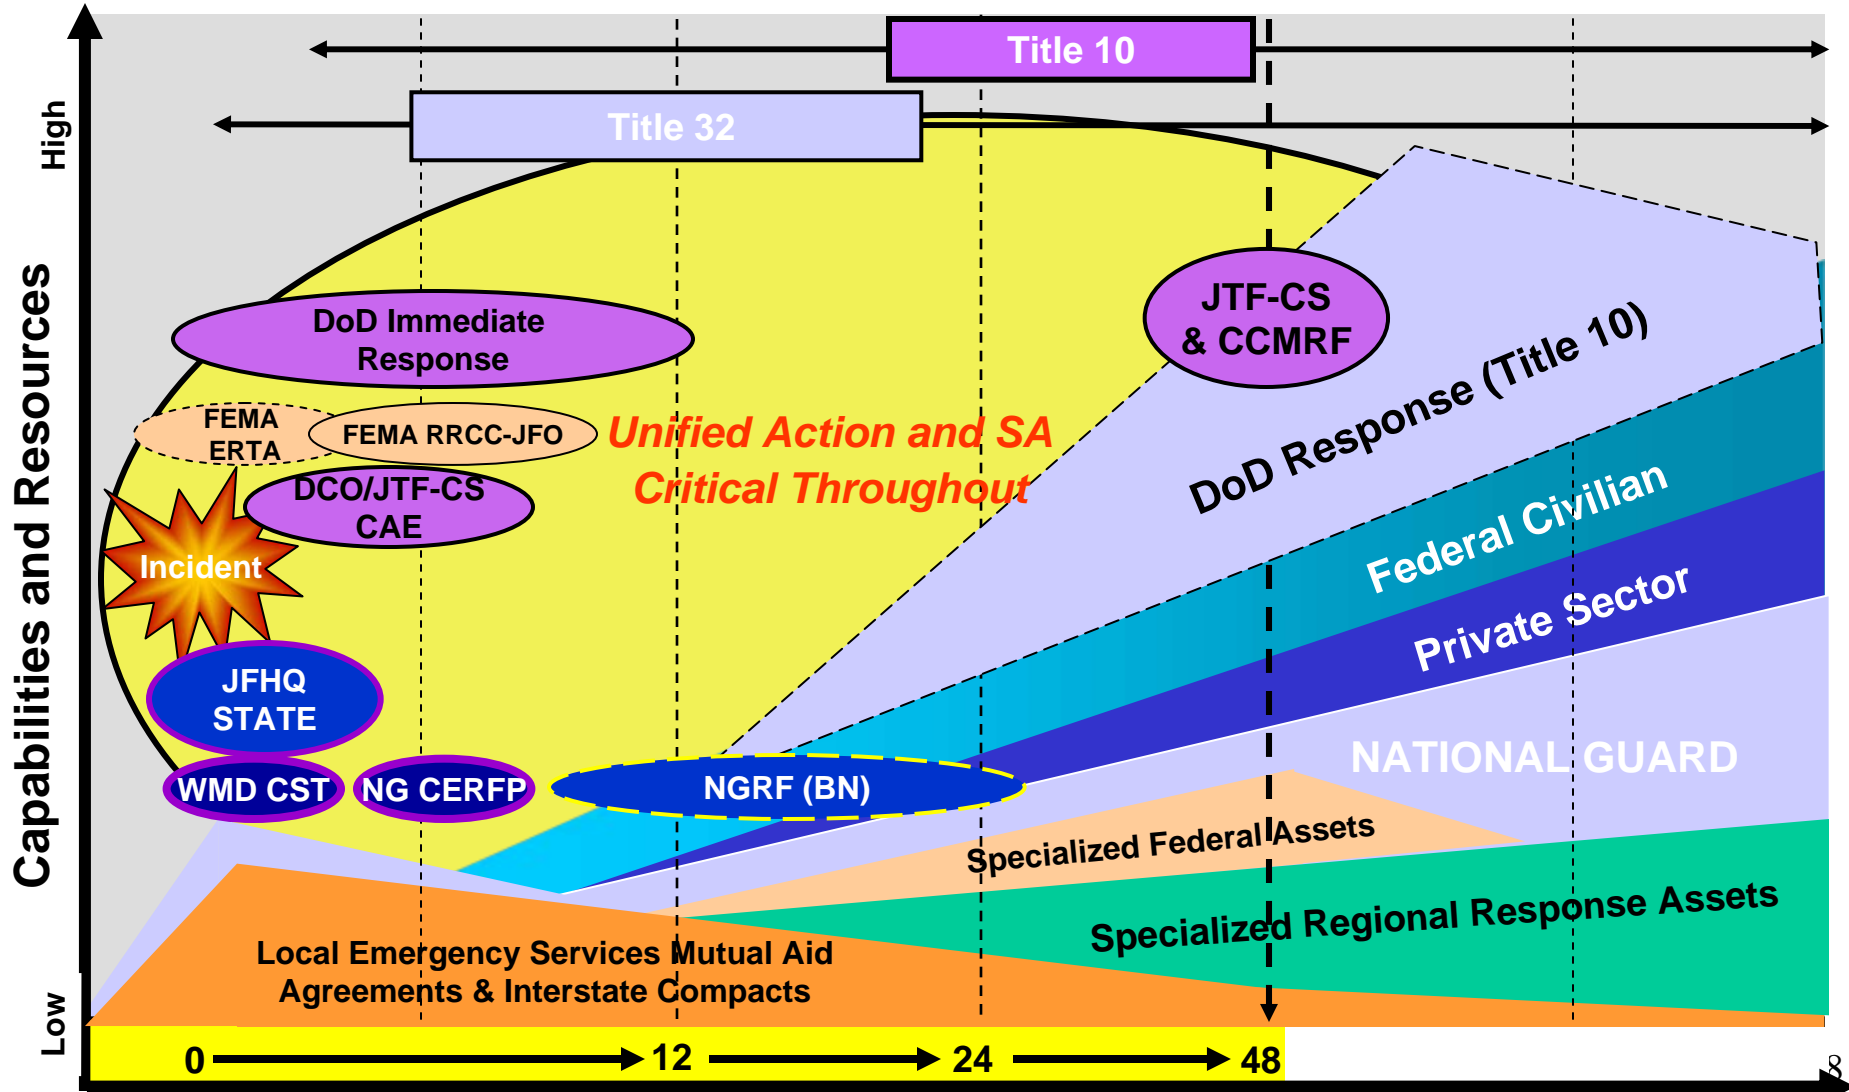 Title 10
Title 32
High
Capabilities and Resources
Low
DoD Immediate
Response
JTF-CS
& CCMRF
FEMA
ERTA
FEMA RRCC-JFO
Unified Action and SA
Critical Throughout
DCO/JTF-CS
CAE
Incident
DoD Response (Title 10)
Federal Civilian
Private Sector
JFHQ
STATE
WMD CST
NG CERFP
NGRF (BN)
NATIONAL GUARD
Specialized Federal Assets
Specialized Regional Response Assets
Local Emergency Services Mutual Aid
Agreements & Interstate Compacts
0 12 24 48
8